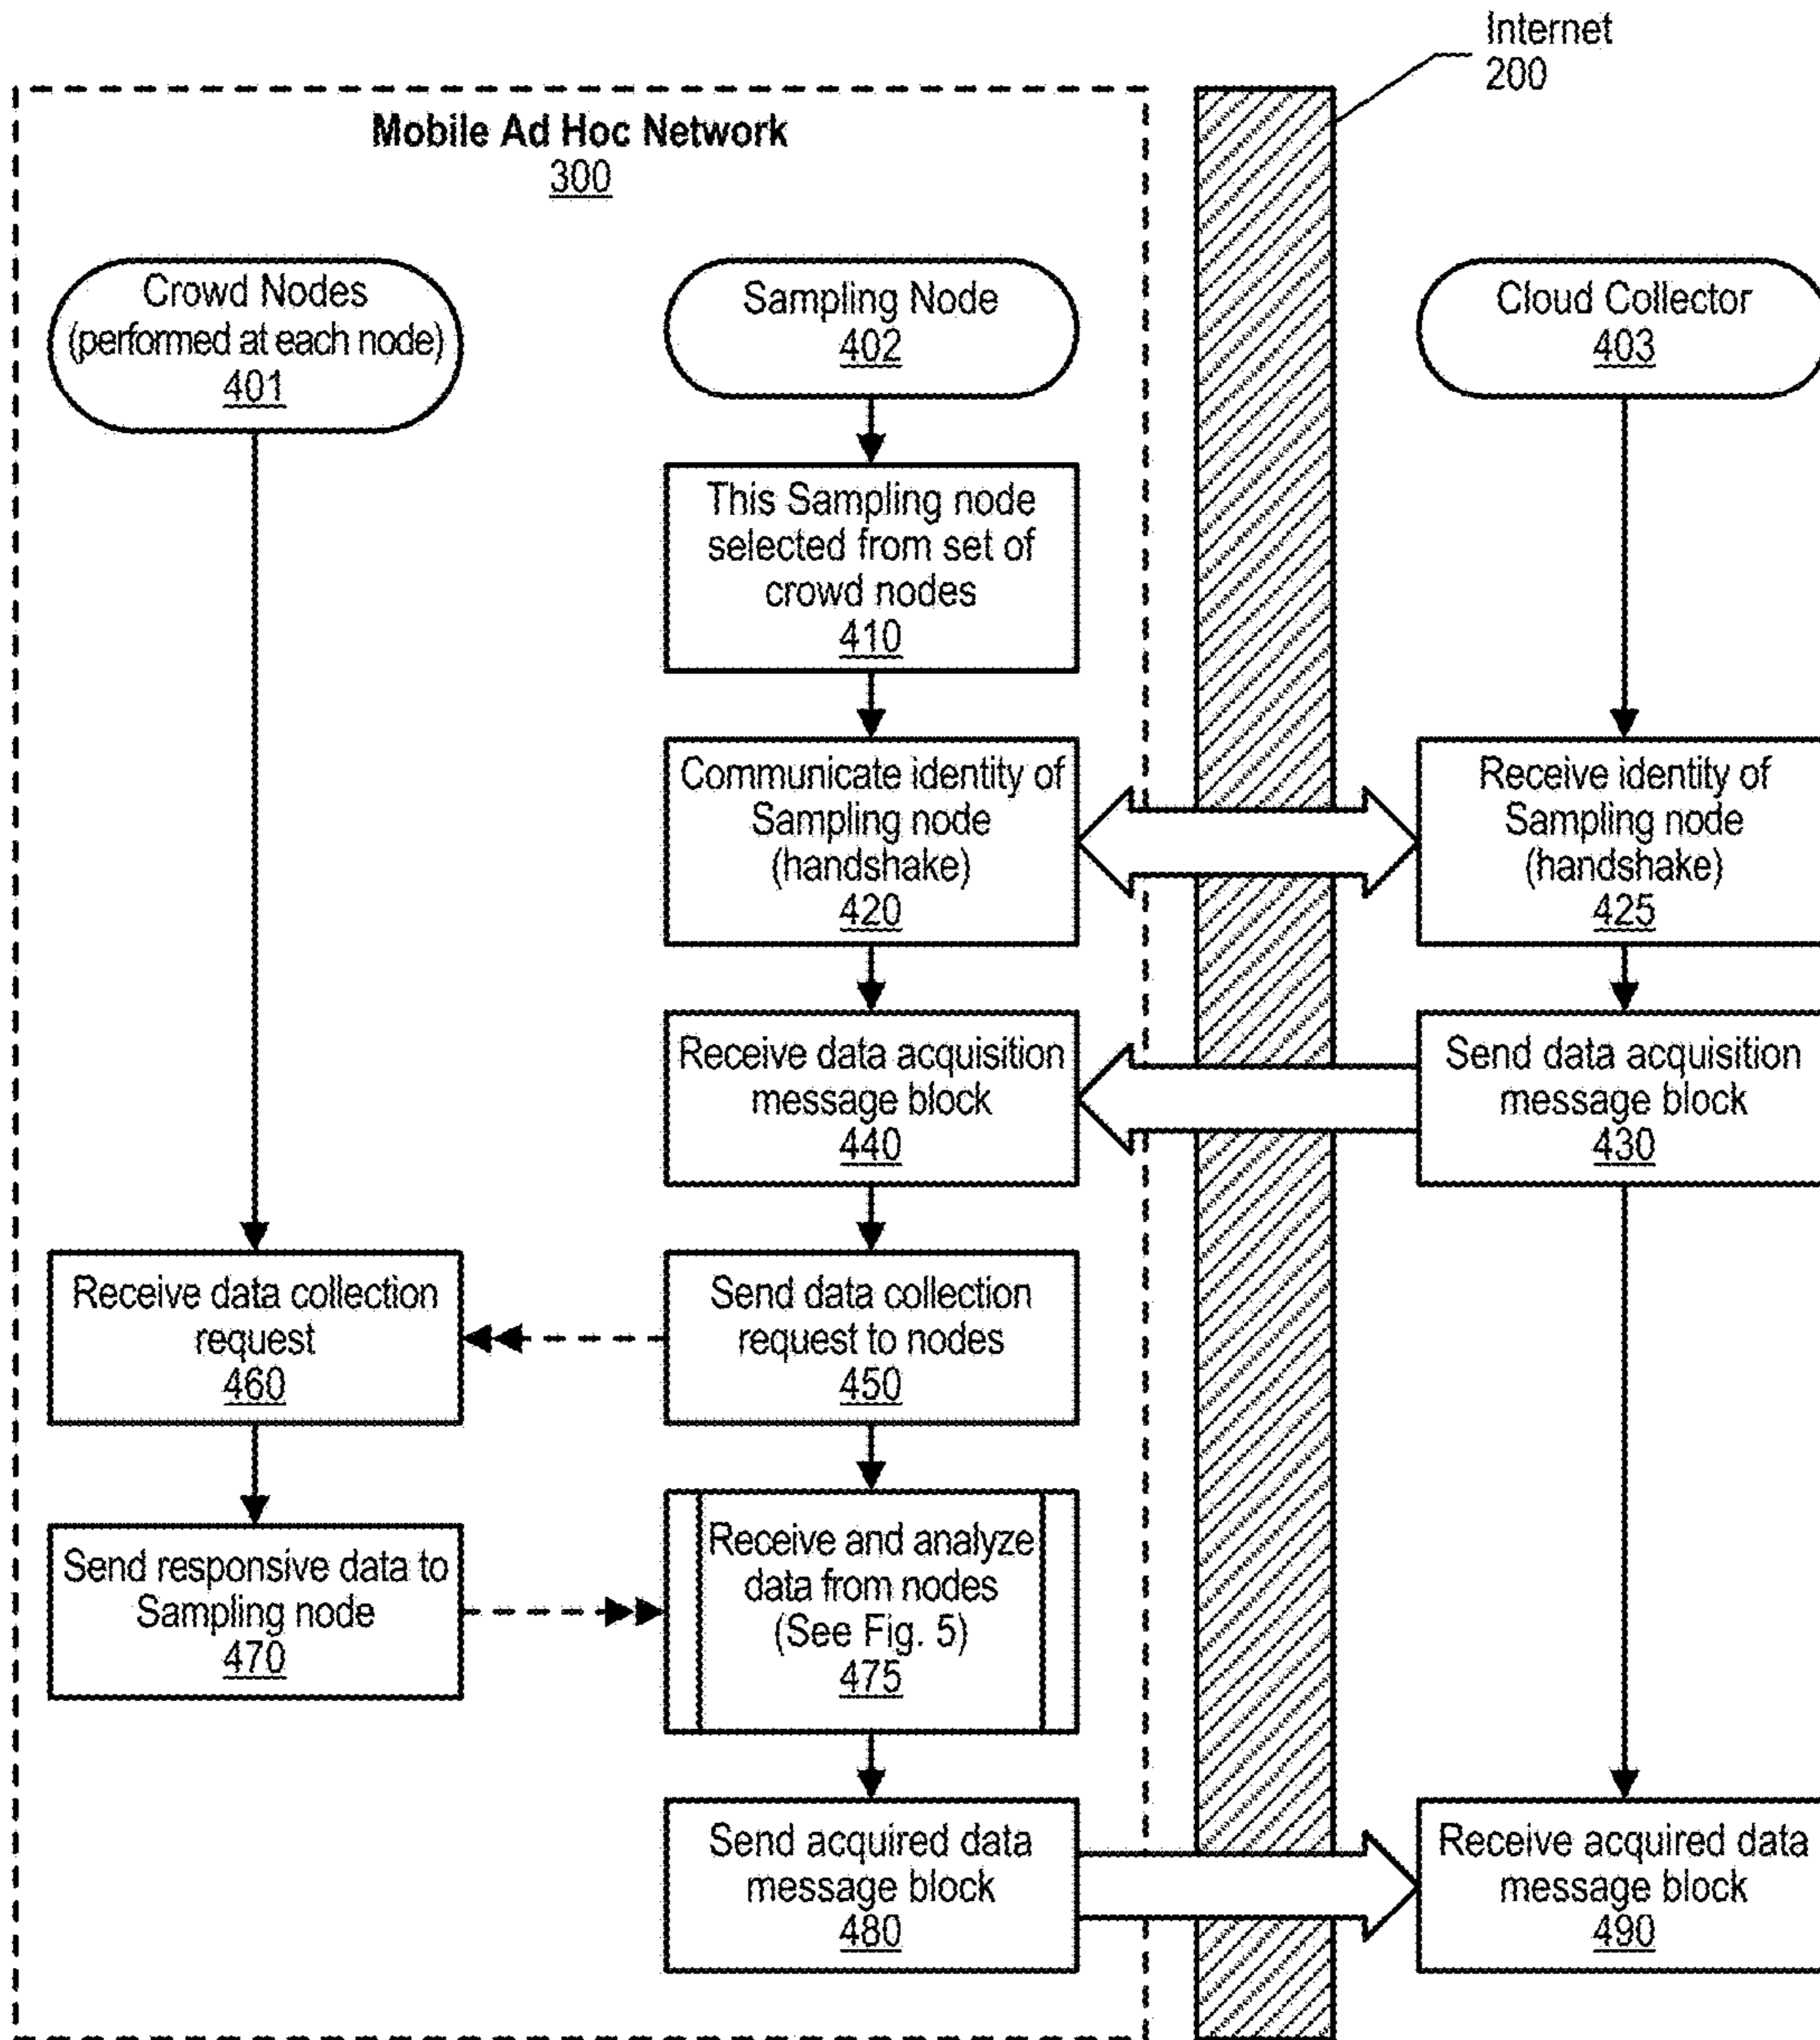 Internet
200
Mobile Ad Hoc Network
300
Crowd Nodes
(performed at each node)
401
Sampling Node
402
Cloud Collector
403
This Sampling node
selected from set of
crowd nodes
410
Communicate identity of
Sampling node
(handshake)
420
Receive identity of
Sampling node
(handshake)
425
Receive data acquisition
message block
440
Send data acquisition
message block
430
Receive data collection
request
460
Send data collection
request to nodes
450
Send responsive data to
Sampling node
470
Receive and analyze
data from nodes
(See Fig. 5)
475
Send acquired data
message block
480
Receive acquired data
message block
490